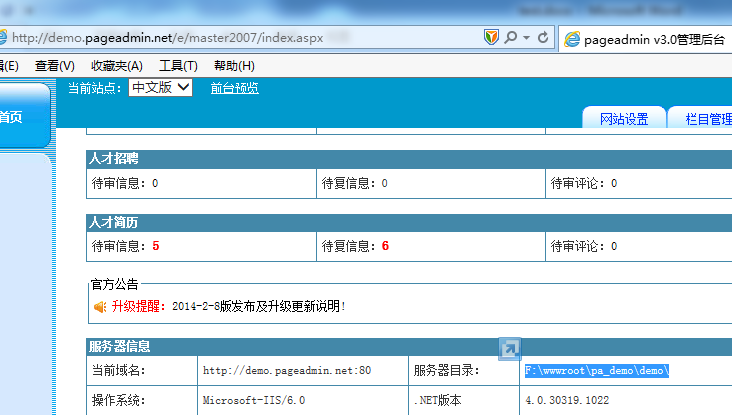 http://demo.pageadmin.net/e/master2007/index.aspx
pageadmin v3.0管理后台
(E) 查看(V) 收藏夹(A) 工具(T) 帮助(H)
当前站点： 中文版 前台预览
首页
网站设置 栏目管理
人才招聘
待审信息：0 待复信息：0 待审评论：0
人才简历
待审信息：5 待复信息：6 待审评论：0
官方公告
升级提醒：2014-2-8版发布及升级更新说明！
服务器信息
当前域名： http://demo.pageadmin.net:80 服务器目录： F:\wwwroot\pa_demo\demo\
操作系统： Microsoft-IIS/6.0 .NET版本 4.0.30319.1022